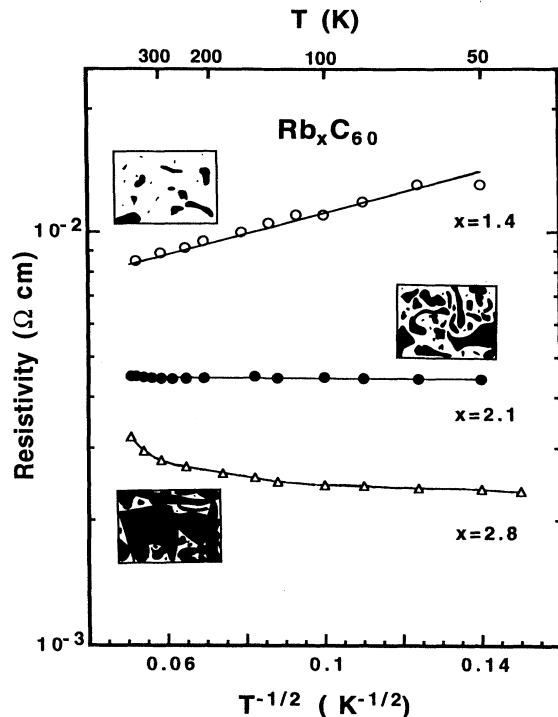 T (K)
300 200 100 50
Rb_xC_60
10^-2
x=1.4
Resistivity (Ω cm)
x=2.1
x=2.8
10^-3
0.06 0.1 0.14
T^-1/2 ( K^-1/2)